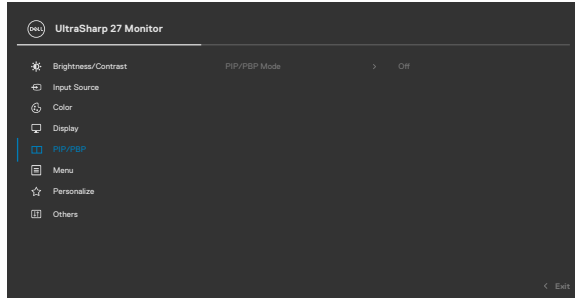 DELL UltraSharp 27 Monitor
Brightness/Contrast PIP/PBP Mode > Off
Input Source
Color
Display
PIP/PBP
Menu
Personalize
Others
< Exit